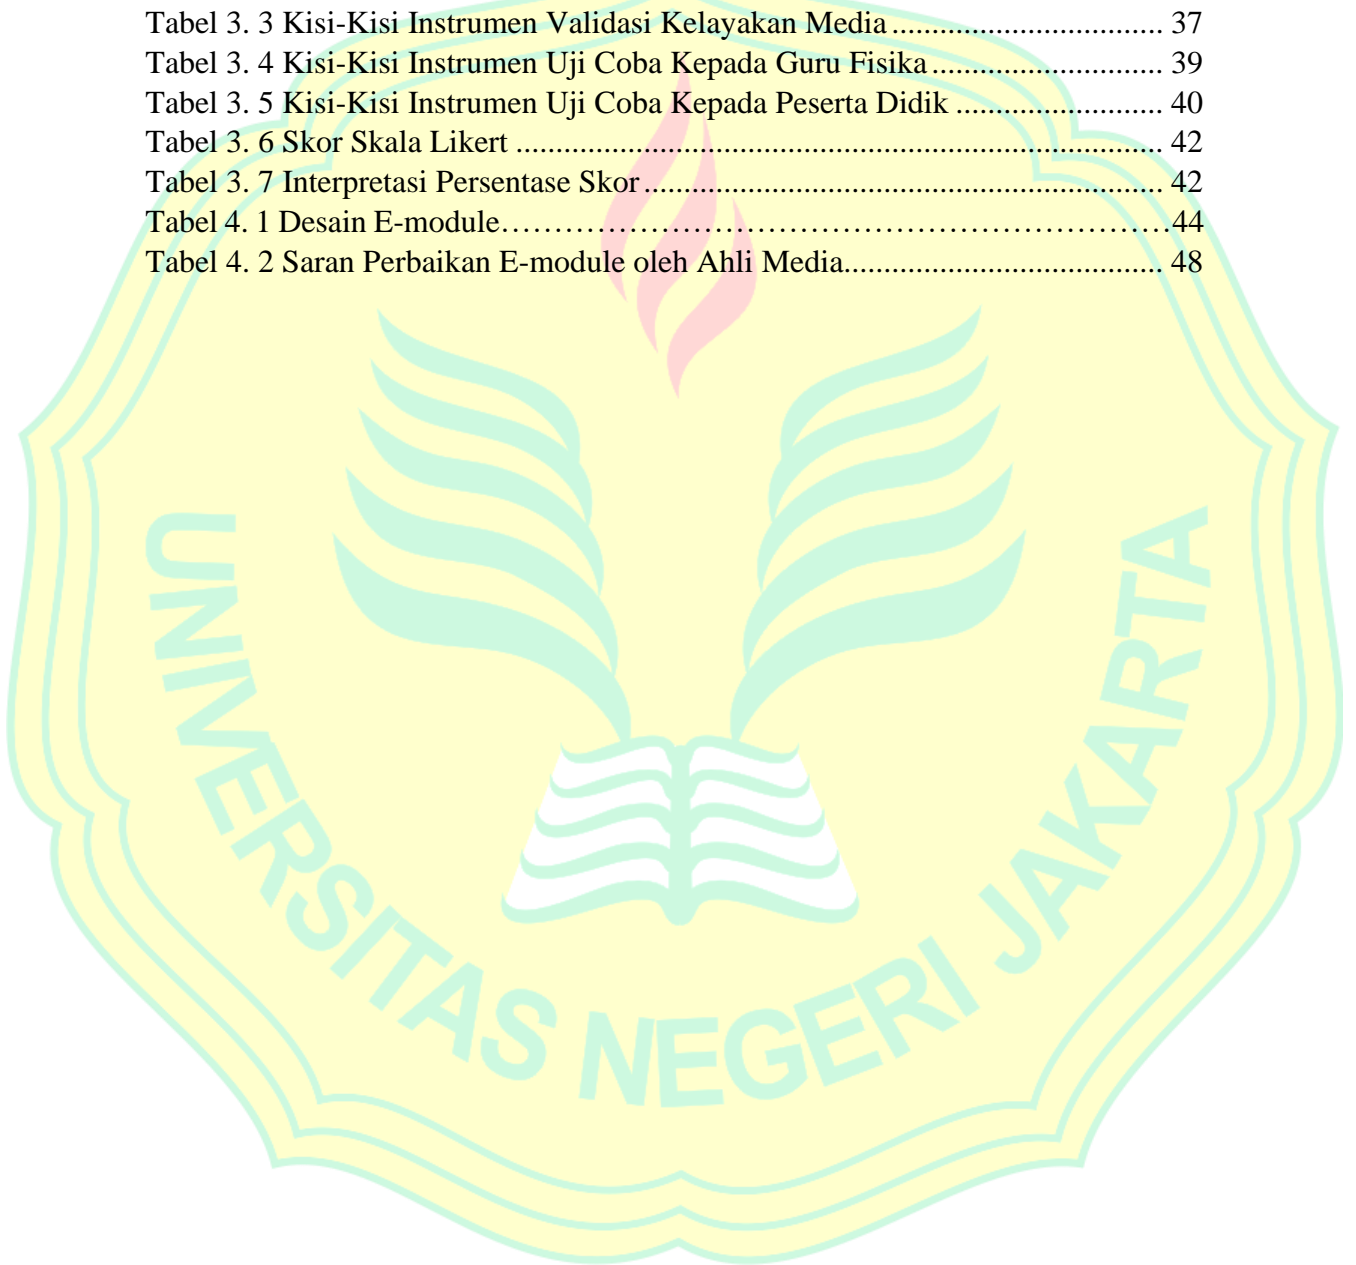 Tabel 3. 3 Kisi-Kisi Instrumen Validasi Kelayakan Media .................................. 37
Tabel 3. 4 Kisi-Kisi Instrumen Uji Coba Kepada Guru Fisika ............................. 39
Tabel 3. 5 Kisi-Kisi Instrumen Uji Coba Kepada Peserta Didik .......................... 40
Tabel 3. 6 Skor Skala Likert ................................................................................. 42
Tabel 3. 7 Interpretasi Persentase Skor ................................................................. 42
Tabel 4. 1 Desain E-module……………………………………………………………44
Tabel 4. 2 Saran Perbaikan E-module oleh Ahli Media........................................ 48
UNIVERSITAS NEGERI JAKARTA